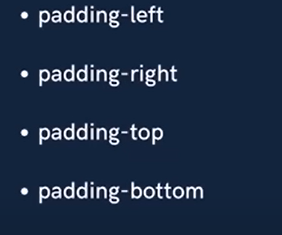 • padding-left
• padding-right
• padding-top
• padding-bottom